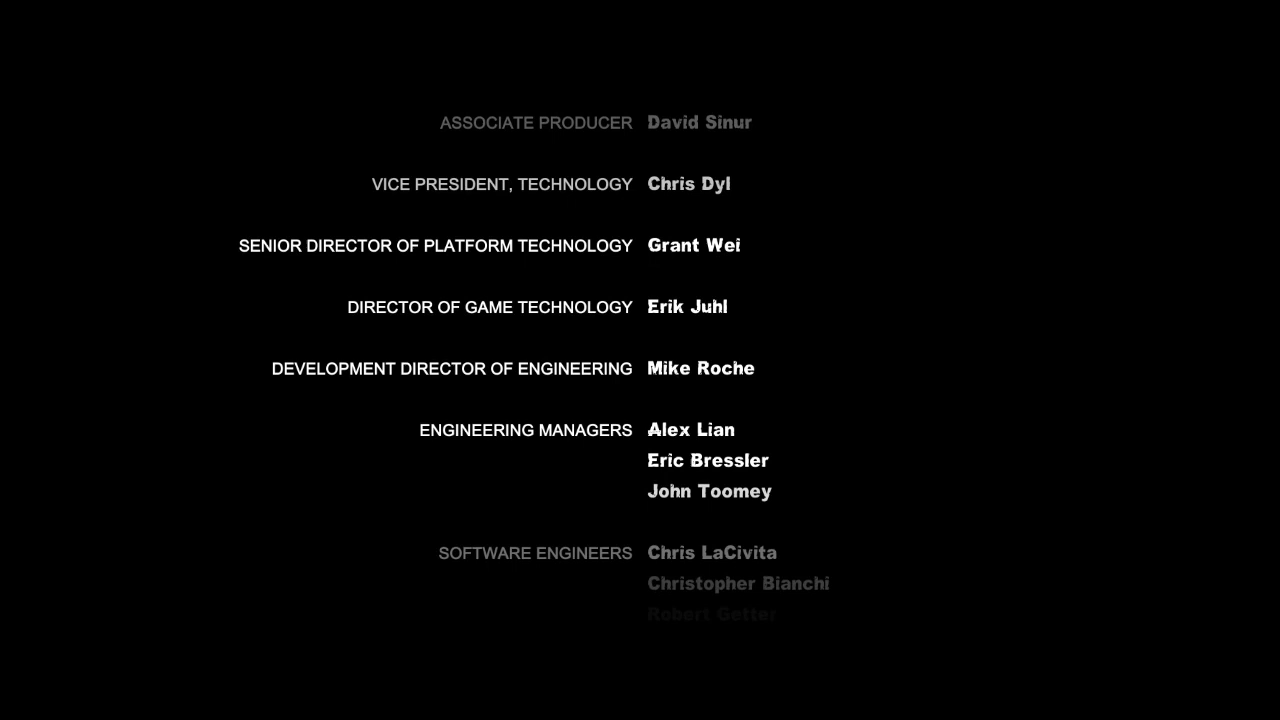 ASSOCIATE PRODUCER David Sinur
VICE PRESIDENT, TECHNOLOGY Chris Dyl
SENIOR DIRECTOR OF PLATFORM TECHNOLOGY Grant Wei
DIRECTOR OF GAME TECHNOLOGY Erik Juhl
DEVELOPMENT DIRECTOR OF ENGINEERING Mike Roche
ENGINEERING MANAGERS Alex Lian
Eric Bressler
John Toomey
SOFTWARE ENGINEERS Chris LaCivita
Christopher Bianchi
Robert Getter